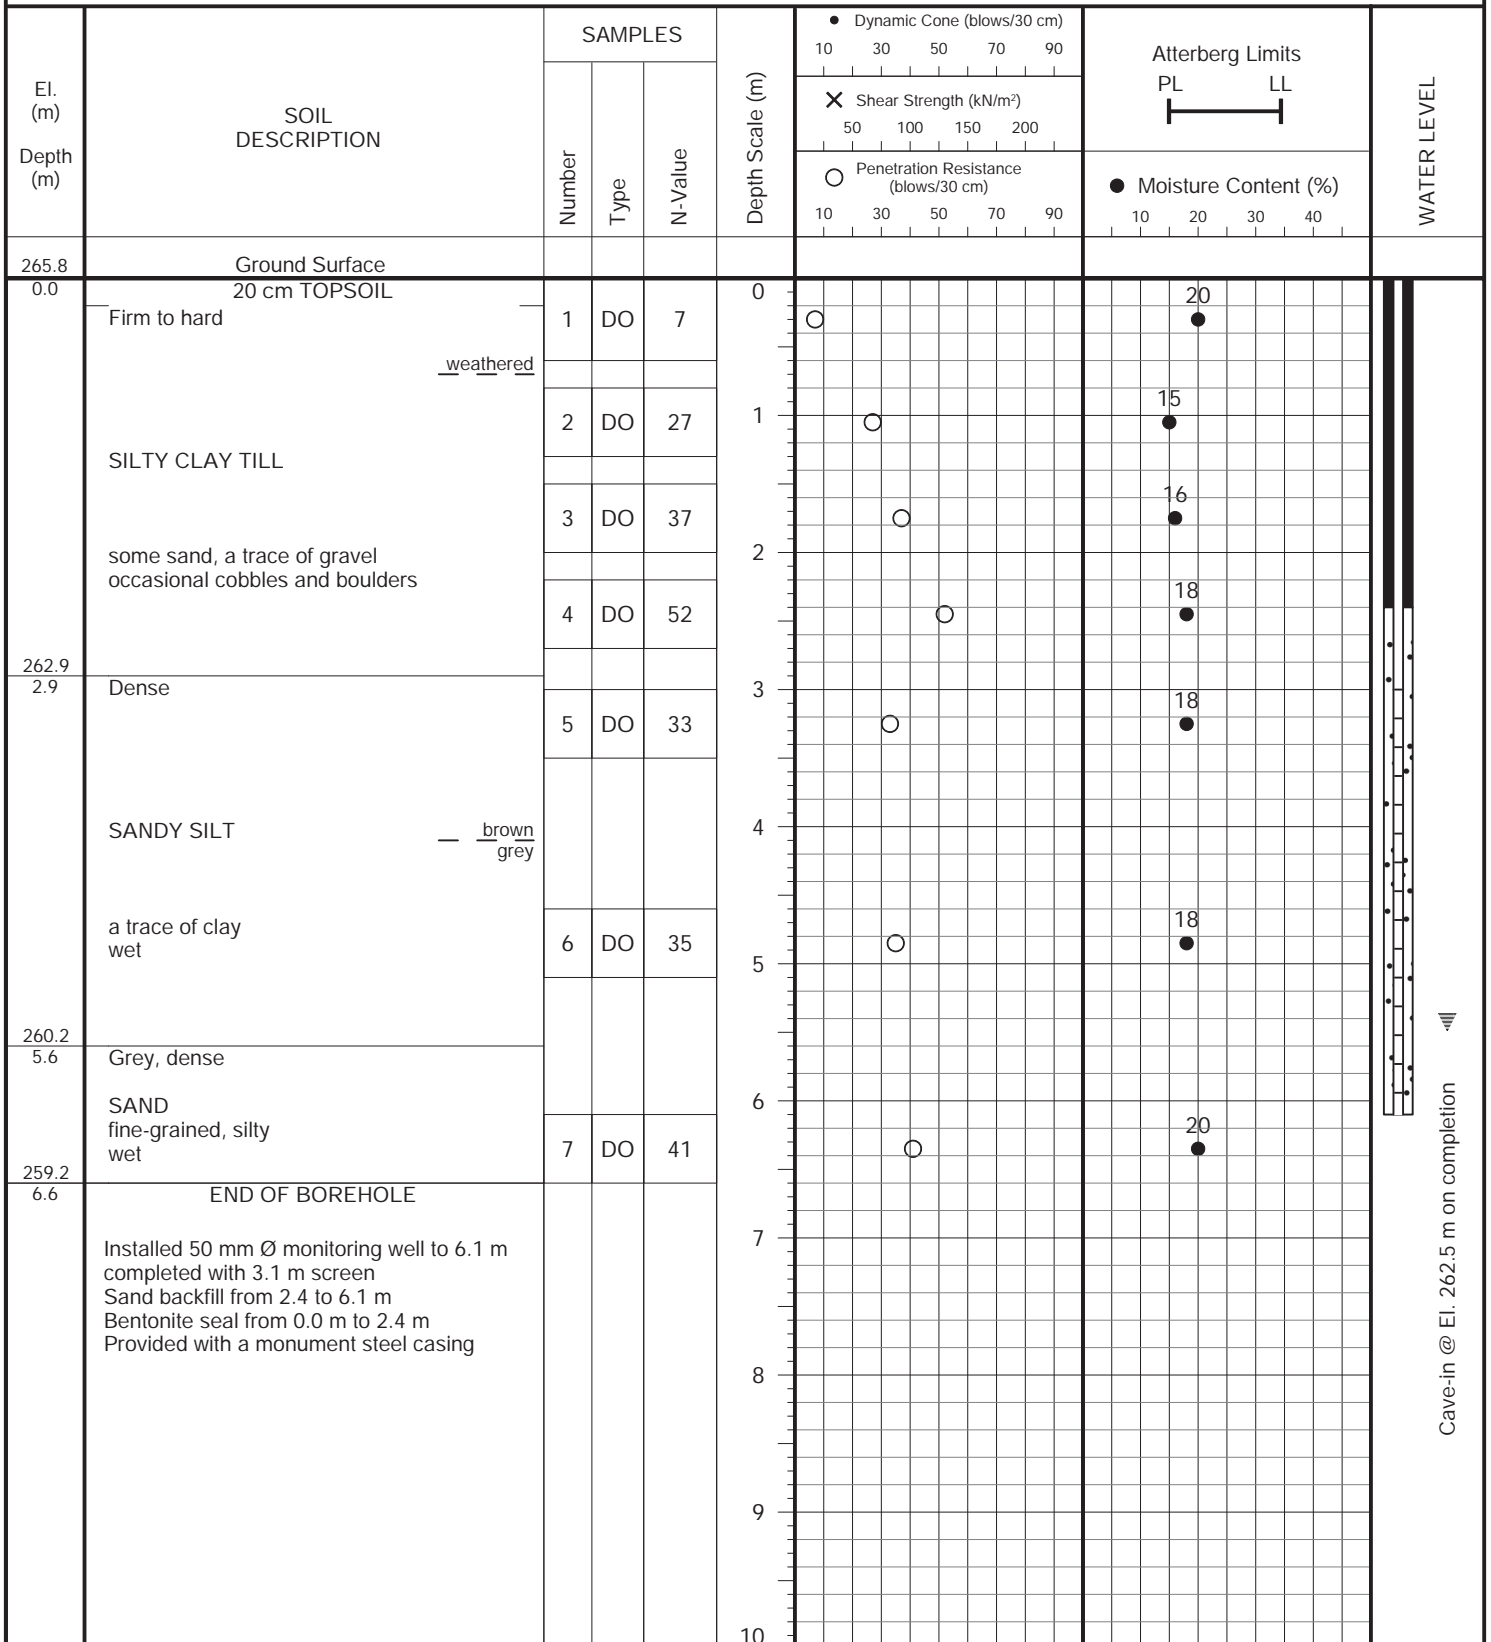 El.
(m)
Depth
(m)
SOIL
DESCRIPTION
SAMPLES
Number
Type
N-Value
Depth Scale (m)
Dynamic Cone (blows/30 cm)
10 30 50 70 90
Shear Strength (kN/m²)
50 100 150 200
Penetration Resistance
(blows/30 cm)
10 30 50 70 90
Atterberg Limits
PL LL
Moisture Content (%)
10 20 30 40
WATER LEVEL
265.8 Ground Surface
0.0 20 cm TOPSOIL 0 20
Firm to hard 1 DO 7
weathered
15
2 DO 27 1
SILTY CLAY TILL
16
3 DO 37
some sand, a trace of gravel 2
occasional cobbles and boulders
18
4 DO 52
262.9
2.9 Dense 3 18
5 DO 33
SANDY SILT brown 4
grey
a trace of clay 18
wet 6 DO 35
5
260.2
5.6 Grey, dense
SAND 6
fine-grained, silty 20
wet 7 DO 41
259.2
6.6 END OF BOREHOLE
Installed 50 mm Ø monitoring well to 6.1 m 7
completed with 3.1 m screen
Sand backfill from 2.4 to 6.1 m
Bentonite seal from 0.0 m to 2.4 m
Provided with a monument steel casing
8
9
10
Cave-in @ El. 262.5 m on completion